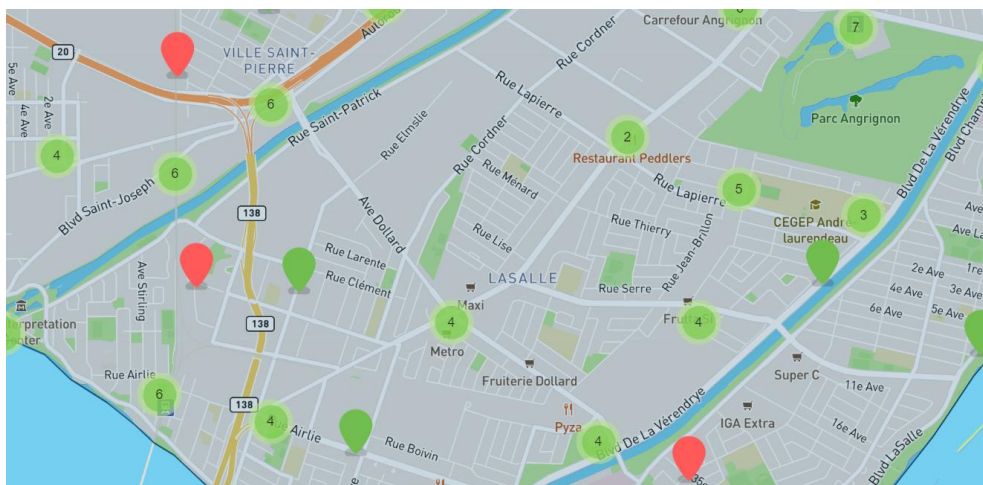 20
VILLE SAINT-
PIERRE
5e Ave
4e Ave
2e Ave
6
4
6
Blvd Saint-Joseph
Rue Saint-Patrick
Rue Elmslie
Rue Cordner
Rue Cordner
Carrefour Angrignon
7
Parc Angrignon
Rue Lapierre
2
Restaurant Peddlers
Rue Ménard
Rue Lapierre
5
CEGEP André
laurendeau
3
Blvd De La Vérendrye
138
Ave Dollard
Rue Lise
Rue Thierry
Rue Jean-Brillon
Rue Larente
Rue Clément
LASALLE
Rue Serre
Ave Stirling
138
Maxi
4
Metro
4
2e Ave
4e Ave
6e Ave
1re
3e Ave
5e Ave
Super C
11e Ave
16e Ave
Fruiterie Dollard
Rue Airlie
6
138
4
Rue Airlie
Rue Boivin
Pyza
4
Blvd De La Vérendrye
IGA Extra
35e
Blvd LaSalle